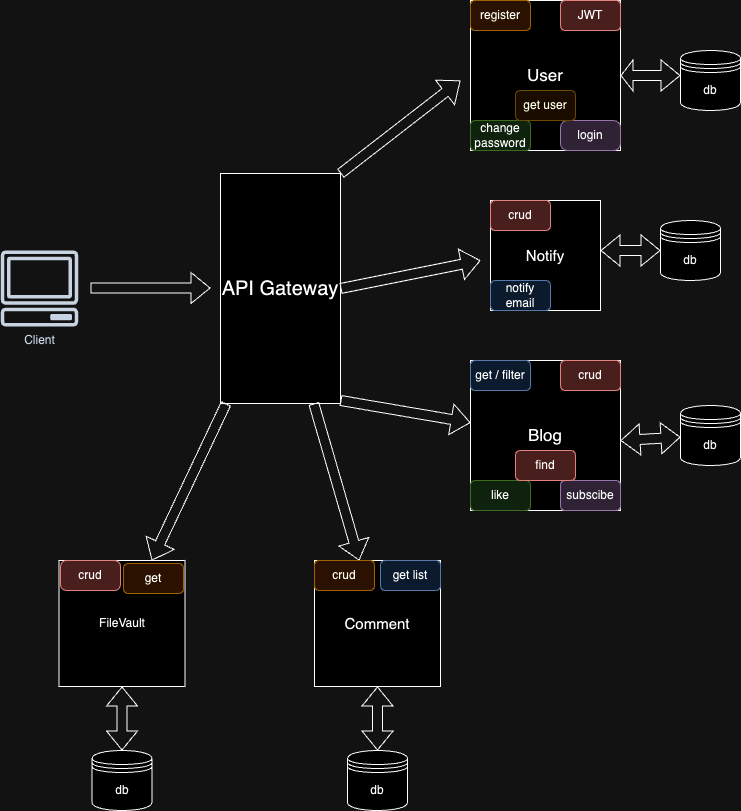 register
JWT
User
get user
change
password
login
db
crud
Notify
notify
email
db
API Gateway
Client
get / filter
crud
Blog
find
like
subscibe
db
crud
get
FileVault
db
crud
get list
Comment
db